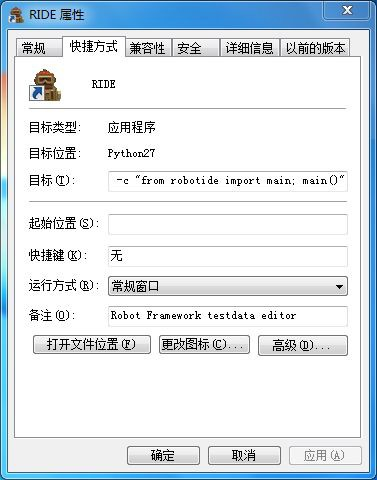 RIDE 属性
常规 快捷方式 兼容性 安全 详细信息 以前的版本
RIDE
目标类型: 应用程序
目标位置: Python27
目标(T): -c "from robotide import main; main()"
起始位置(S):
快捷键(K): 无
运行方式(R): 常规窗口
备注(O): Robot Framework testdata editor
打开文件位置(F) 更改图标(C)... 高级(D)...
确定 取消 应用(A)